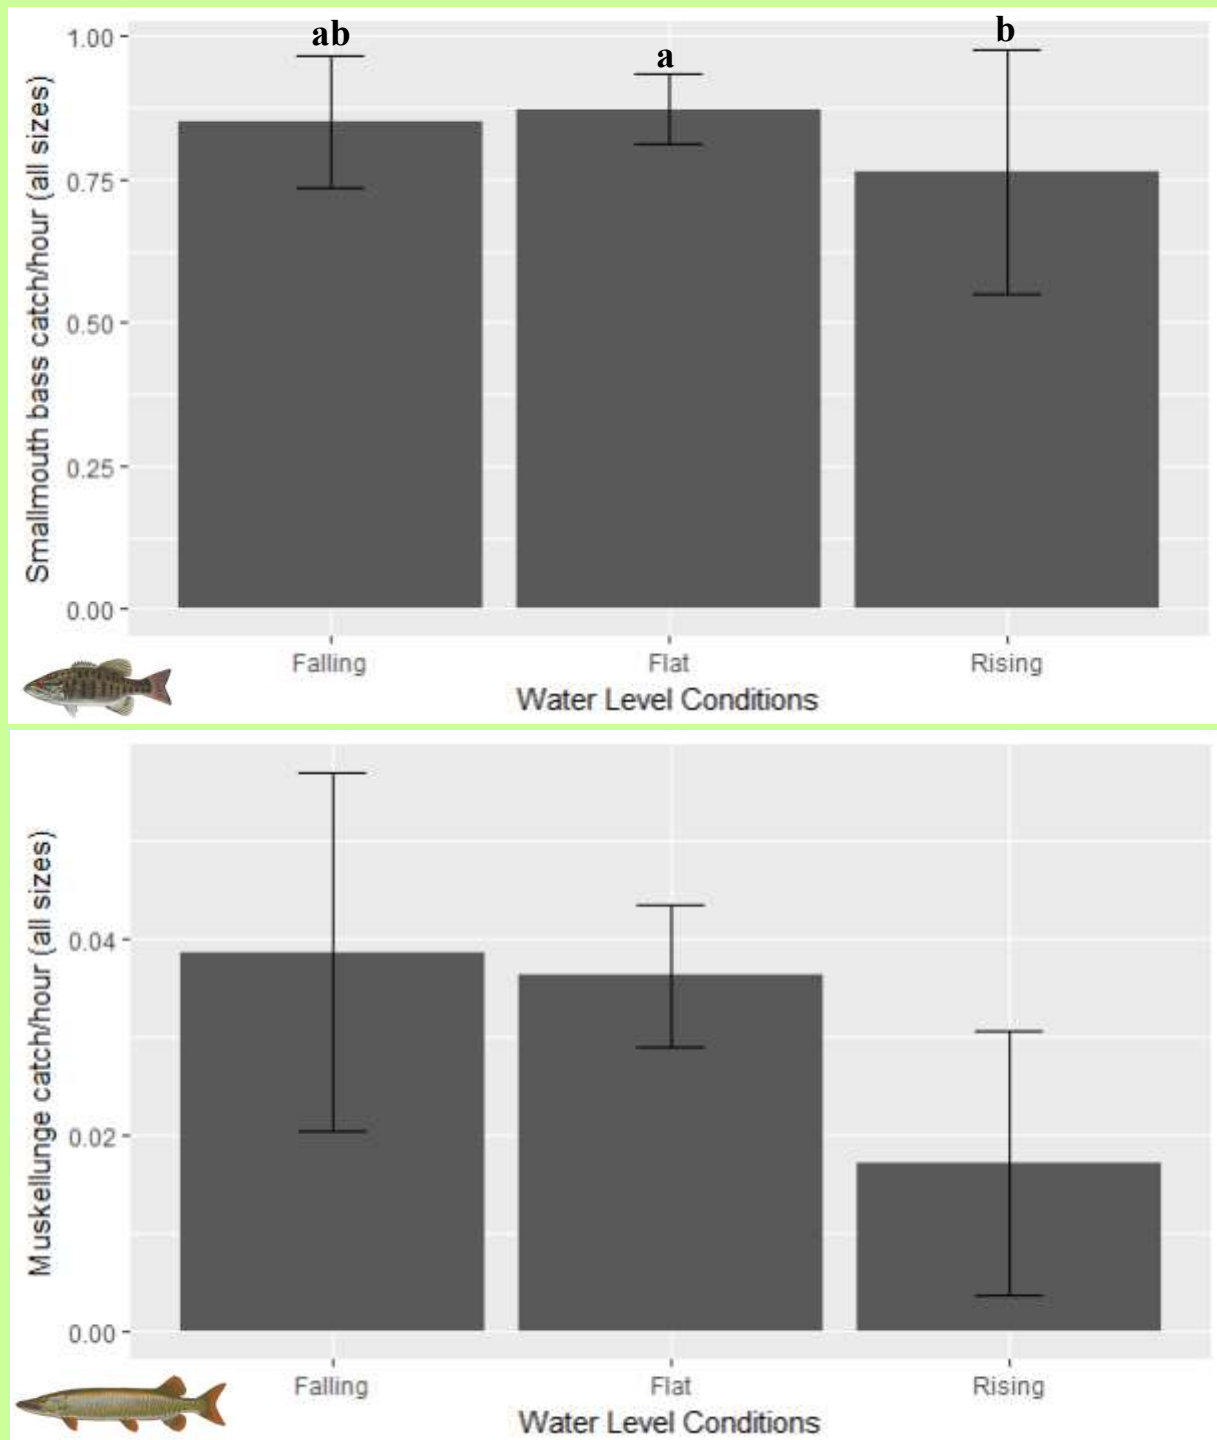 Smallmouth bass catch/hour (all sizes)
1.00
0.75
0.50
0.25
0.00
ab
a
b
Falling
Flat
Rising
Water Level Conditions
Muskellunge catch/hour (all sizes)
0.04
0.02
0.00
Falling
Flat
Rising
Water Level Conditions